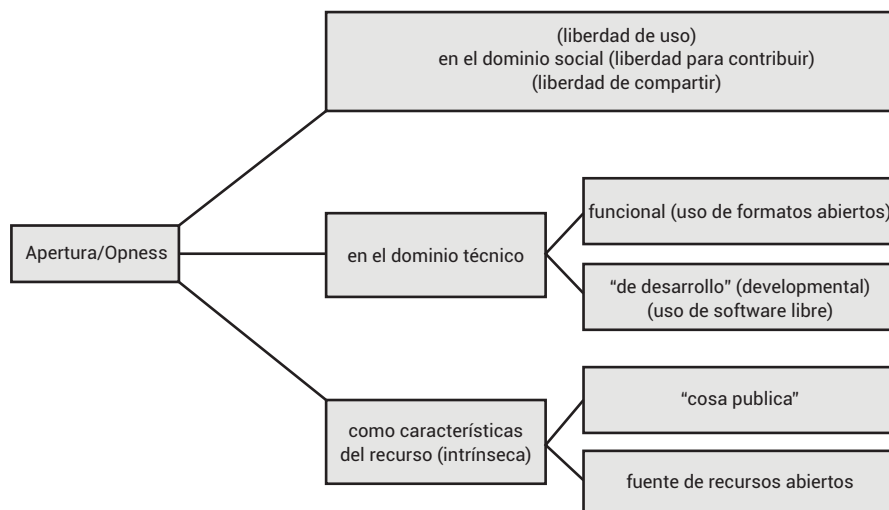 (liberdad de uso)
en el dominio social (liberdad para contribuir)
(liberdad de compartir)
Apertura/Opness
en el dominio técnico
funcional (uso de formatos abiertos)
“de desarrollo” (developmental)
(uso de software libre)
como características
del recurso (intrínseca)
“cosa publica”
fuente de recursos abiertos